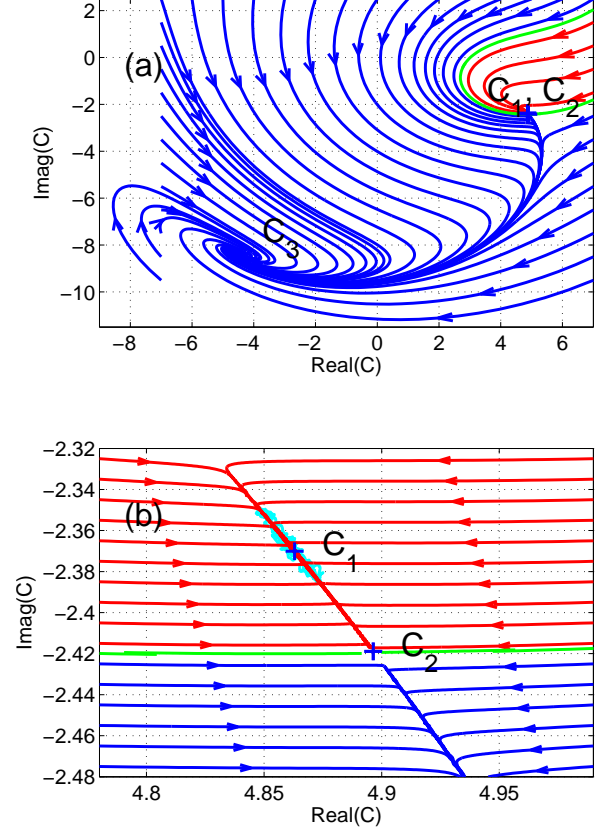 2
0
−2
−4
−6
−8
−10
Imag(C)
(a)
C₁, C₂
C₃
−8 −6 −4 −2 0 2 4 6
Real(C)
−2.32
−2.34
−2.36
−2.38
−2.4
−2.42
−2.44
−2.46
−2.48
Imag(C)
(b)
C₁
C₂
4.8 4.85 4.9 4.95
Real(C)